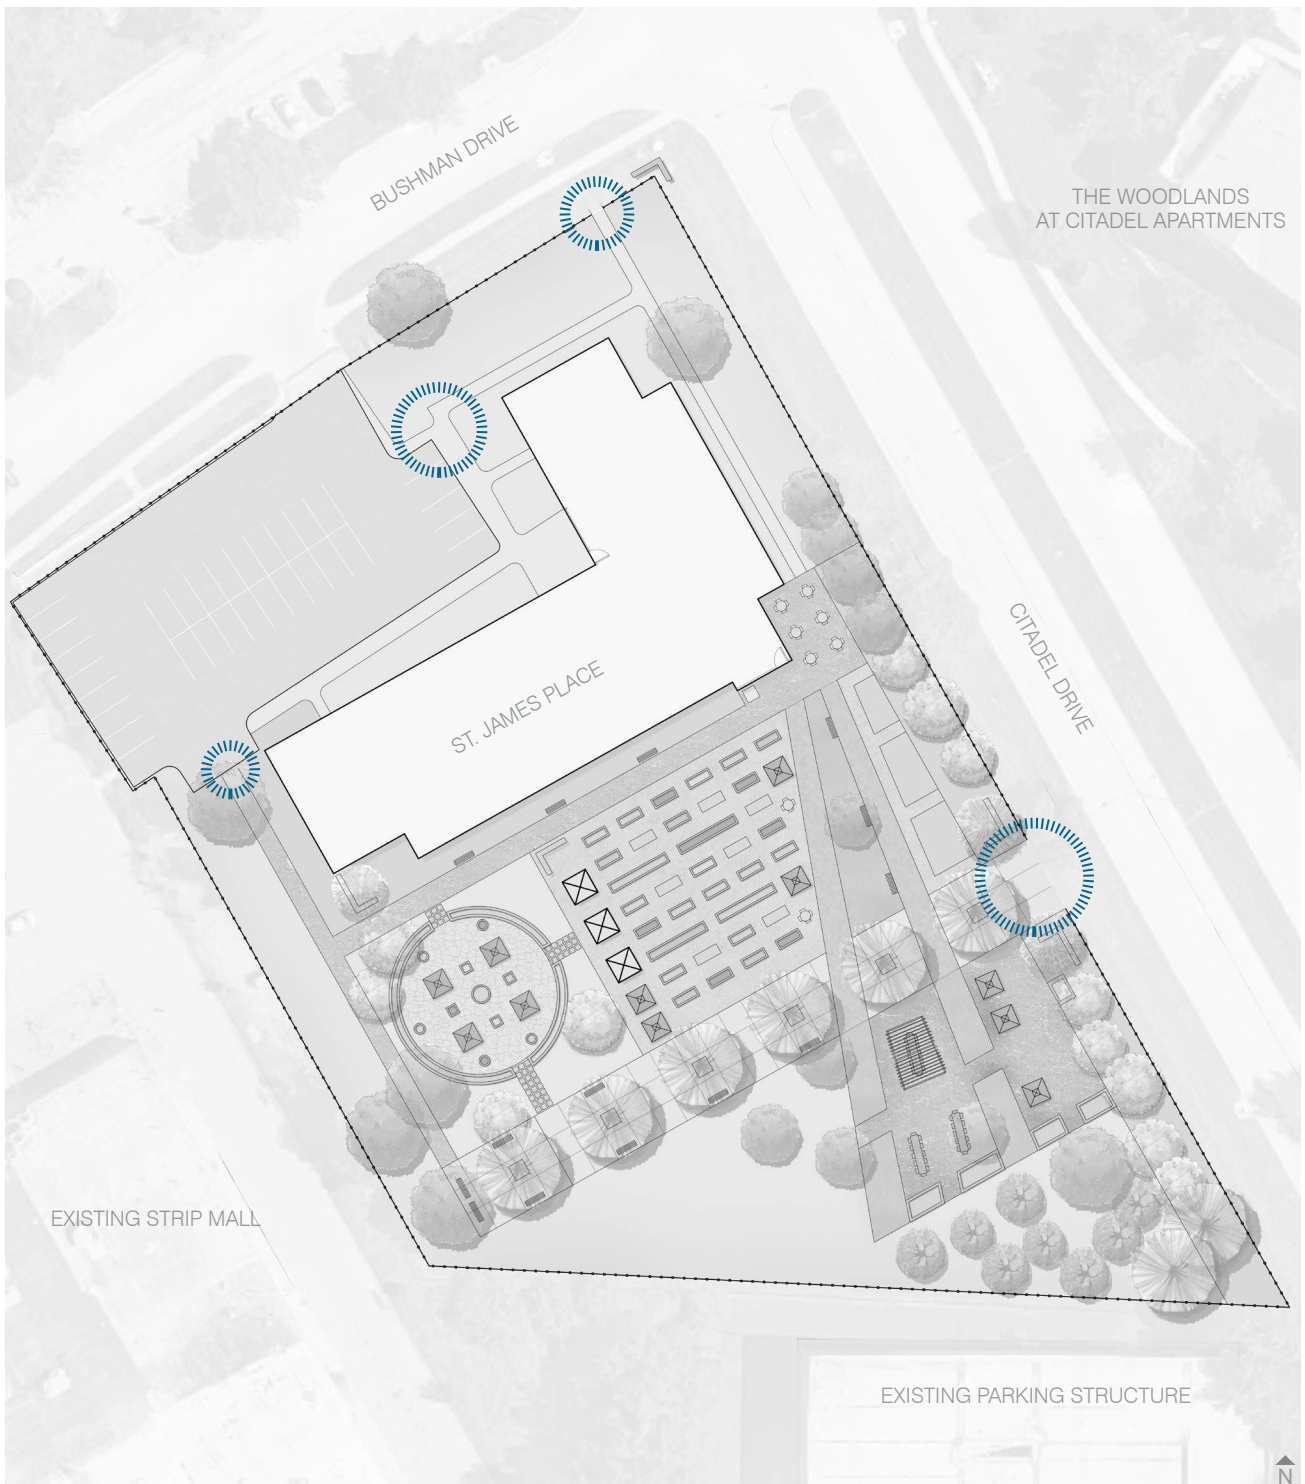 BUSHMAN DRIVE
THE WOODLANDS
AT CITADEL APARTMENTS
CITADEL DRIVE
ST. JAMES PLACE
EXISTING STRIP MALL
EXISTING PARKING STRUCTURE
N